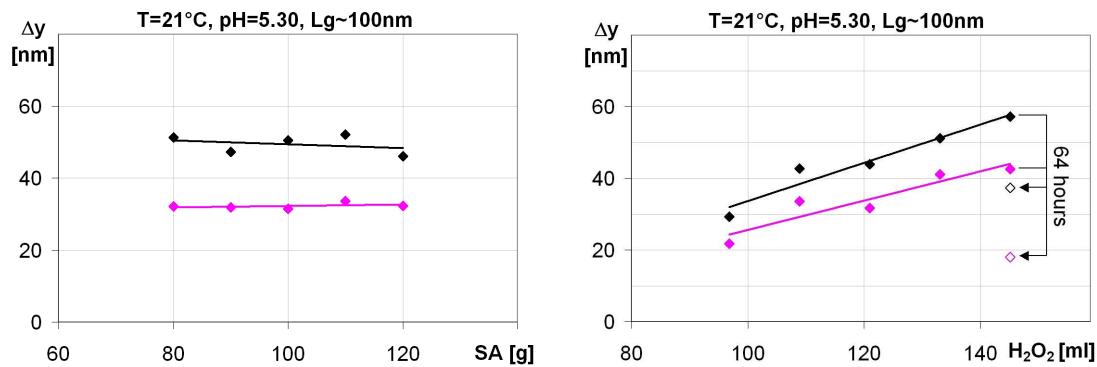 T=21°C, pH=5.30, Lg~100nm
Δy
[nm]
60
40
20
0
60 80 100 120 SA [g]
T=21°C, pH=5.30, Lg~100nm
Δy
[nm]
60
40
20
0
80 100 120 140 H₂O₂ [ml]
64 hours